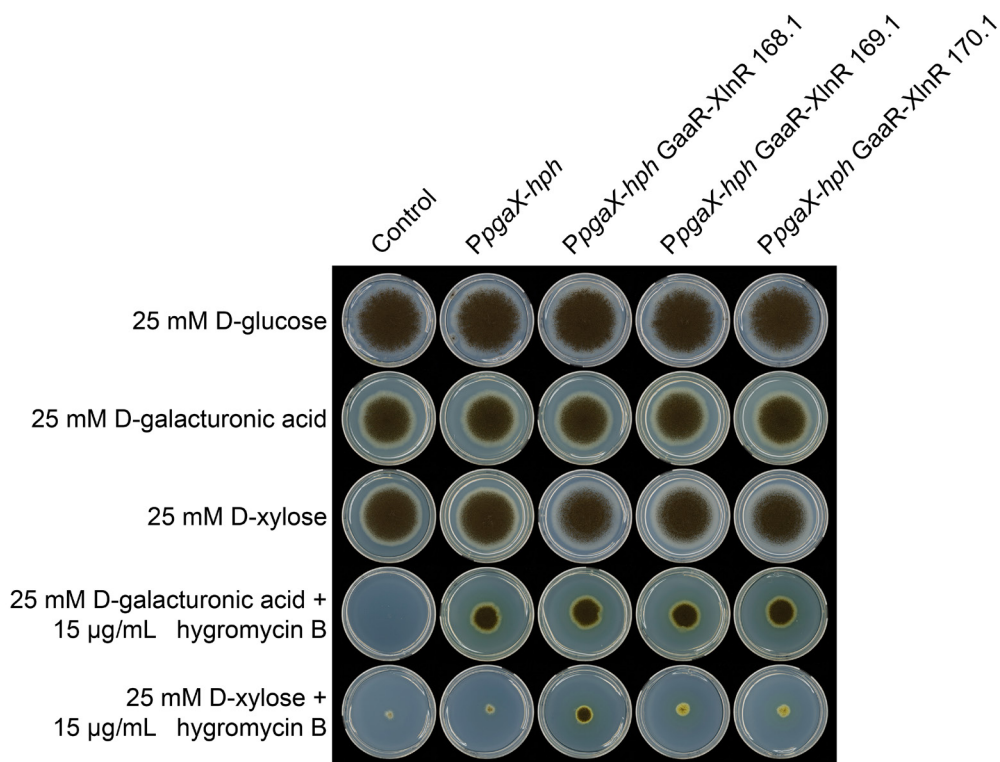 Control
PpgaX-hph
PpgaX-hph GaaR-XlnR 168.1
PpgaX-hph GaaR-XlnR 169.1
PpgaX-hph GaaR-XlnR 170.1
25 mM D-glucose
25 mM D-galacturonic acid
25 mM D-xylose
25 mM D-galacturonic acid +
15 µg/mL hygromycin B
25 mM D-xylose +
15 µg/mL hygromycin B